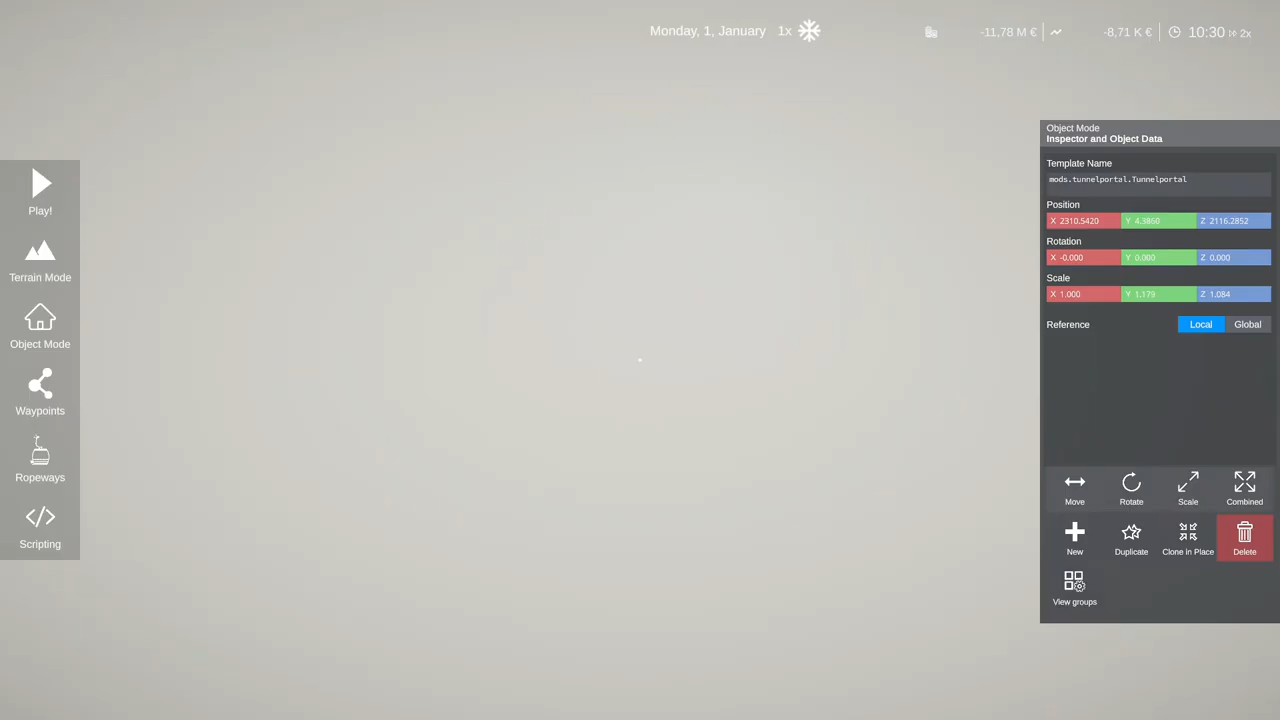 Monday, 1, January 1x
-11,78 M €
-8,71 K €
10:30 2x
Play!
Terrain Mode
Object Mode
Waypoints
Ropeways
Scripting
Object Mode
Inspector and Object Data
Template Name
mods.tunnelportal.Tunnelportal
Position
X 2310.5420 Y 4.3860 Z 2116.2852
Rotation
X -0.000 Y 0.000 Z 0.000
Scale
X 1.000 Y 1.179 Z 1.084
Reference Local Global
Move Rotate Scale Combined
New Duplicate Clone in Place Delete
View groups